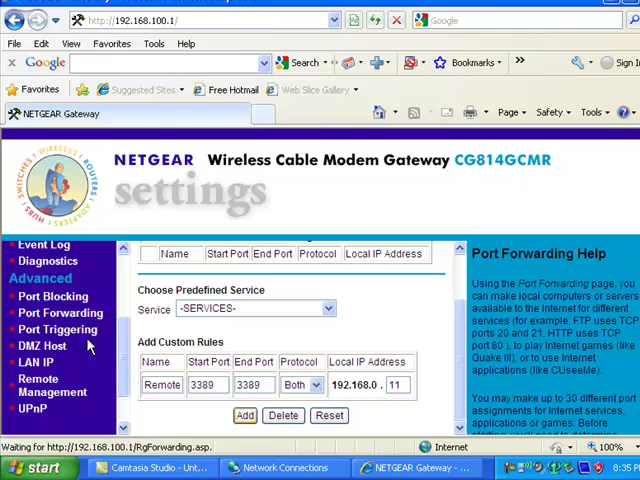 http://192.168.100.1/
Google
File Edit View Favorites Tools Help
Google Search Bookmarks Sign In
Favorites Suggested Sites Free Hotmail Web Slice Gallery
NETGEAR Gateway
Page Safety Tools
NETGEAR Wireless Cable Modem Gateway CG814GCMR
SWITCHES WIRELESS ROUTERS ADAPTERS HUBS
settings
Event Log
Diagnostics
Advanced
Port Blocking
Port Forwarding
Port Triggering
DMZ Host
LAN IP
Remote
Management
UPnP
Name Start Port End Port Protocol Local IP Address
Choose Predefined Service
Service -SERVICES-
Add Custom Rules
Name Start Port End Port Protocol Local IP Address
Remote 3389 3389 Both 192.168.0 . 11
Add Delete Reset
Port Forwarding Help
Using the Port Forwarding page, you
can make local computers or servers
available to the Internet for different
services (for example, FTP uses TCP
ports 20 and 21, HTTP uses TCP
port 80 ), to play Internet games (like
Quake III), or to use Internet
applications (like CUseeMe).
You may make up to 30 different port
assignments for Internet services,
applications or games. Before
Waiting for http://192.168.100.1/RgForwarding.asp.
Internet 100%
start Camtasia Studio - Unt... Network Connections NETGEAR Gateway - ... 8:35 PM